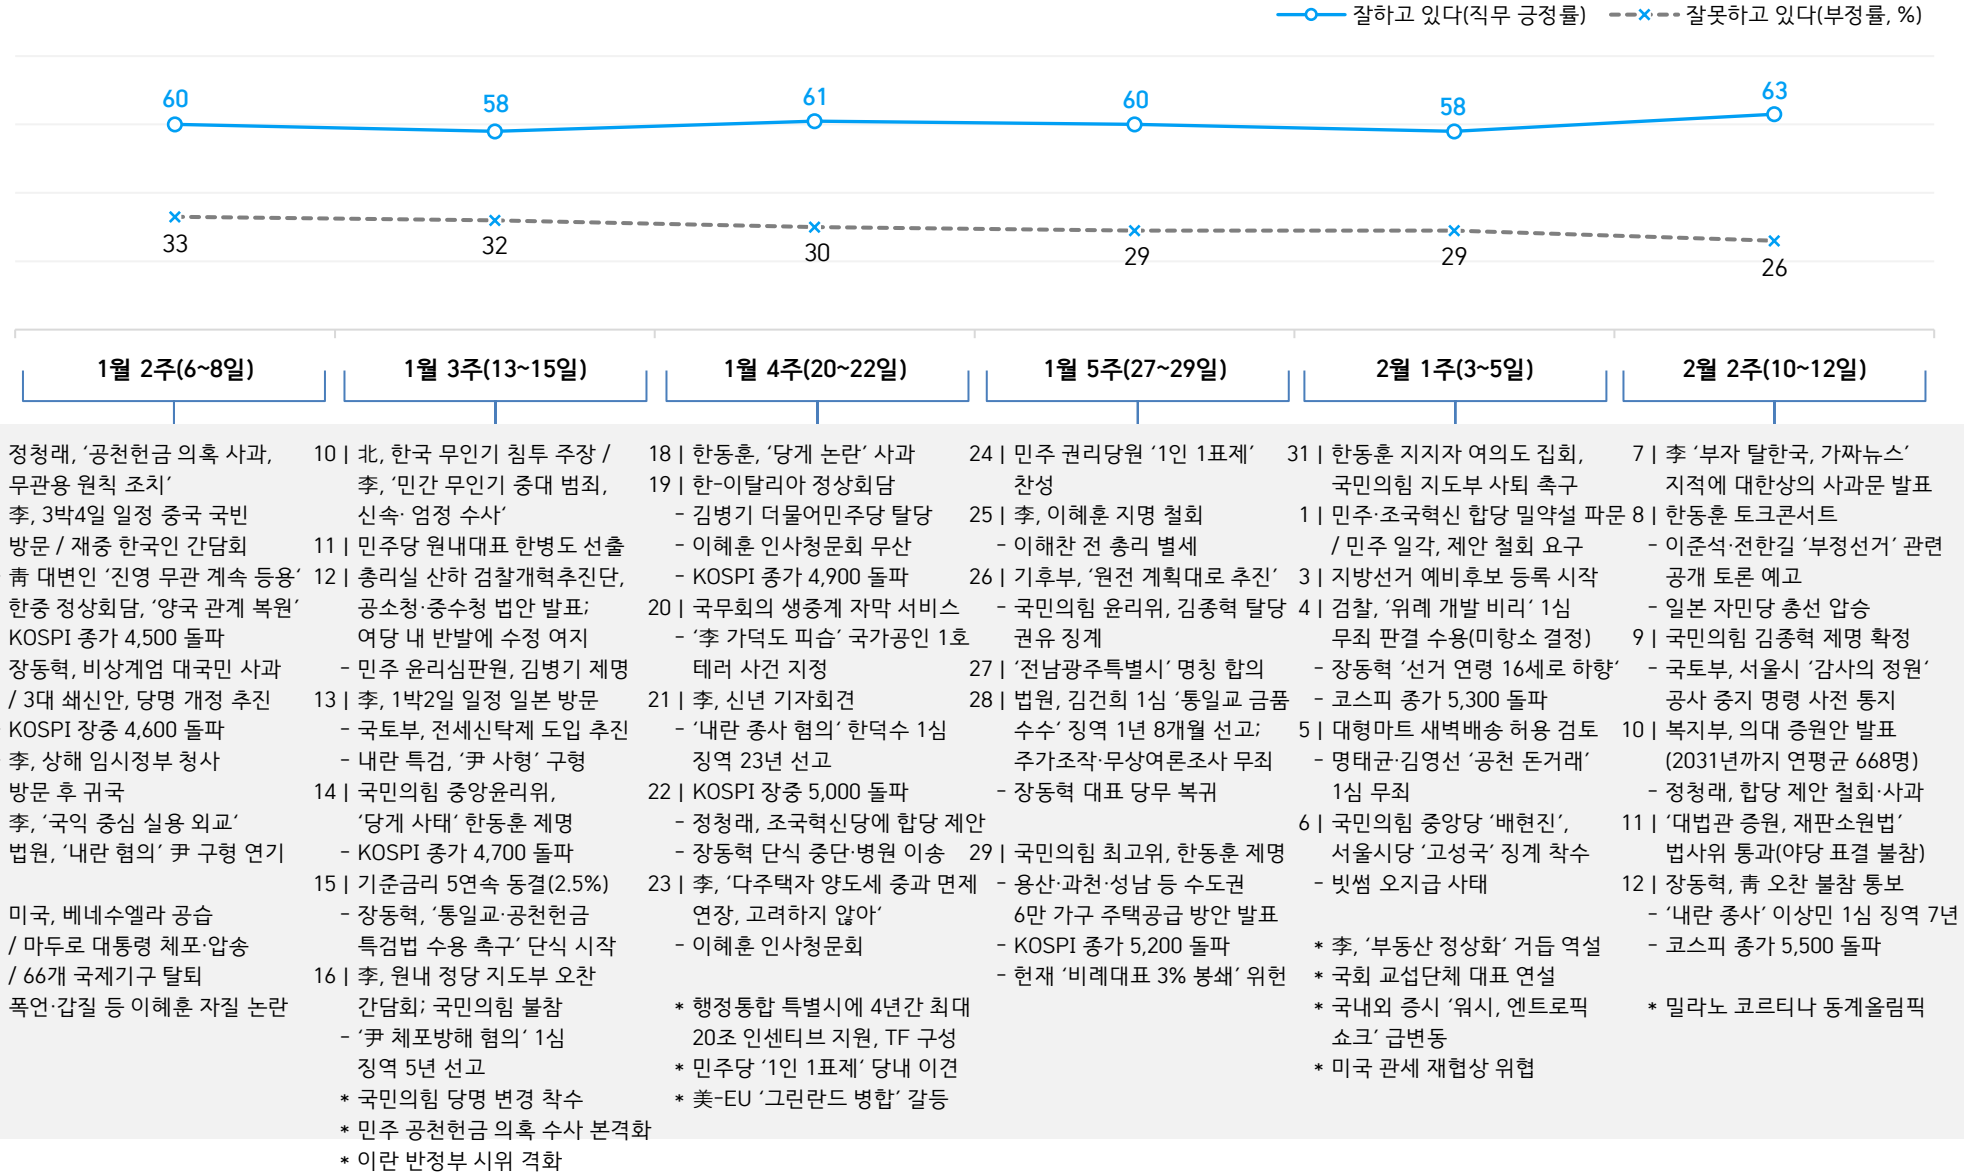 잘하고 있다(직무 긍정률)
잘못하고 있다(부정률, %)
60
58
61
60
58
63
33
32
30
29
29
26
1월 2주(6~8일)
1월 3주(13~15일)
1월 4주(20~22일)
1월 5주(27~29일)
2월 1주(3~5일)
2월 2주(10~12일)
정청래, ‘공천헌금 의혹 사과,
무관용 원칙 조치’
李, 3박4일 일정 중국 국빈
방문 / 재중 한국인 간담회
靑 대변인 ‘진영 무관 계속 등용‘
한중 정상회담, ‘양국 관계 복원’
KOSPI 종가 4,500 돌파
장동혁, 비상계엄 대국민 사과
/ 3대 쇄신안, 당명 개정 추진
KOSPI 장중 4,600 돌파
李, 상해 임시정부 청사
방문 후 귀국
李, ‘국익 중심 실용 외교’
법원, ‘내란 혐의’ 尹 구형 연기
미국, 베네수엘라 공습
/ 마두로 대통령 체포·압송
/ 66개 국제기구 탈퇴
폭언·갑질 등 이혜훈 자질 논란
10 | 北, 한국 무인기 침투 주장 /
李, ‘민간 무인기 중대 범죄,
신속· 엄정 수사‘
11 | 민주당 원내대표 한병도 선출
12 | 총리실 산하 검찰개혁추진단,
공소청·중수청 법안 발표;
여당 내 반발에 수정 여지
- 민주 윤리심판원, 김병기 제명
13 | 李, 1박2일 일정 일본 방문
- 국토부, 전세신탁제 도입 추진
- 내란 특검, ‘尹 사형’ 구형
14 | 국민의힘 중앙윤리위,
‘당게 사태‘ 한동훈 제명
- KOSPI 종가 4,700 돌파
15 | 기준금리 5연속 동결(2.5%)
- 장동혁, ‘통일교·공천헌금
특검법 수용 촉구’ 단식 시작
16 | 李, 원내 정당 지도부 오찬
간담회; 국민의힘 불참
- ‘尹 체포방해 혐의’ 1심
징역 5년 선고
* 국민의힘 당명 변경 착수
* 민주 공천헌금 의혹 수사 본격화
* 이란 반정부 시위 격화
18 | 한동훈, ‘당게 논란’ 사과
19 | 한-이탈리아 정상회담
- 김병기 더물어민주당 탈당
- 이혜훈 인사청문회 무산
- KOSPI 종가 4,900 돌파
20 | 국무회의 생중계 자막 서비스
- ‘李 가덕도 피습’ 국가공인 1호
테러 사건 지정
21 | 李, 신년 기자회견
- ‘내란 종사 혐의’ 한덕수 1심
징역 23년 선고
22 | KOSPI 장중 5,000 돌파
- 정청래, 조국혁신당에 합당 제안
- 장동혁 단식 중단·병원 이송
23 | 李, ‘다주택자 양도세 중과 면제
연장, 고려하지 않아‘
- 이혜훈 인사청문회
* 행정통합 특별시에 4년간 최대
20조 인센티브 지원, TF 구성
* 민주당 ‘1인 1표제‘ 당내 이견
* 美-EU ‘그린란드 병합’ 갈등
24 | 민주 권리당원 ‘1인 1표제’
찬성
25 | 李, 이혜훈 지명 철회
- 이해찬 전 총리 별세
26 | 기후부, ‘원전 계획대로 추진’
- 국민의힘 윤리위, 김종혁 탈당
권유 징계
27 | ‘전남광주특별시’ 명칭 합의
28 | 법원, 김건희 1심 ‘통일교 금품
수수’ 징역 1년 8개월 선고;
주가조작·무상여론조사 무죄
- 장동혁 대표 당무 복귀
29 | 국민의힘 최고위, 한동훈 제명
- 용산·과천·성남 등 수도권
6만 가구 주택공급 방안 발표
- KOSPI 종가 5,200 돌파
- 헌재 ‘비례대표 3% 봉쇄’ 위헌
31 | 한동훈 지지자 여의도 집회,
국민의힘 지도부 사퇴 촉구
1 | 민주·조국혁신 합당 밀약설 파문
/ 민주 일각, 제안 철회 요구
3 | 지방선거 예비후보 등록 시작
4 | 검찰, ‘위례 개발 비리’ 1심
무죄 판결 수용(미항소 결정)
- 장동혁 ‘선거 연령 16세로 하향‘
- 코스피 종가 5,300 돌파
5 | 대형마트 새벽배송 허용 검토
- 명태균·김영선 ‘공천 돈거래’
1심 무죄
6 | 국민의힘 중앙당 ‘배현진’,
서울시당 ‘고성국’ 징계 착수
- 빗썸 오지급 사태
* 李, ‘부동산 정상화’ 거듭 역설
* 국회 교섭단체 대표 연설
* 국내외 증시 ‘워시, 엔트로픽
쇼크’ 급변동
* 미국 관세 재협상 위협
7 | 李 ‘부자 탈한국, 가짜뉴스’
지적에 대한상의 사과문 발표
8 | 한동훈 토크콘서트
- 이준석·전한길 ‘부정선거’ 관련
공개 토론 예고
- 일본 자민당 총선 압승
9 | 국민의힘 김종혁 제명 확정
- 국토부, 서울시 ‘감사의 정원’
공사 중지 명령 사전 통지
10 | 복지부, 의대 증원안 발표
(2031년까지 연평균 668명)
- 정청래, 합당 제안 철회·사과
11 | ‘대법관 증원, 재판소원법’
법사위 통과(야당 표결 불참)
12 | 장동혁, 靑 오찬 불참 통보
- ‘내란 종사’ 이상민 1심 징역 7년
- 코스피 종가 5,500 돌파
* 밀라노 코르티나 동계올림픽